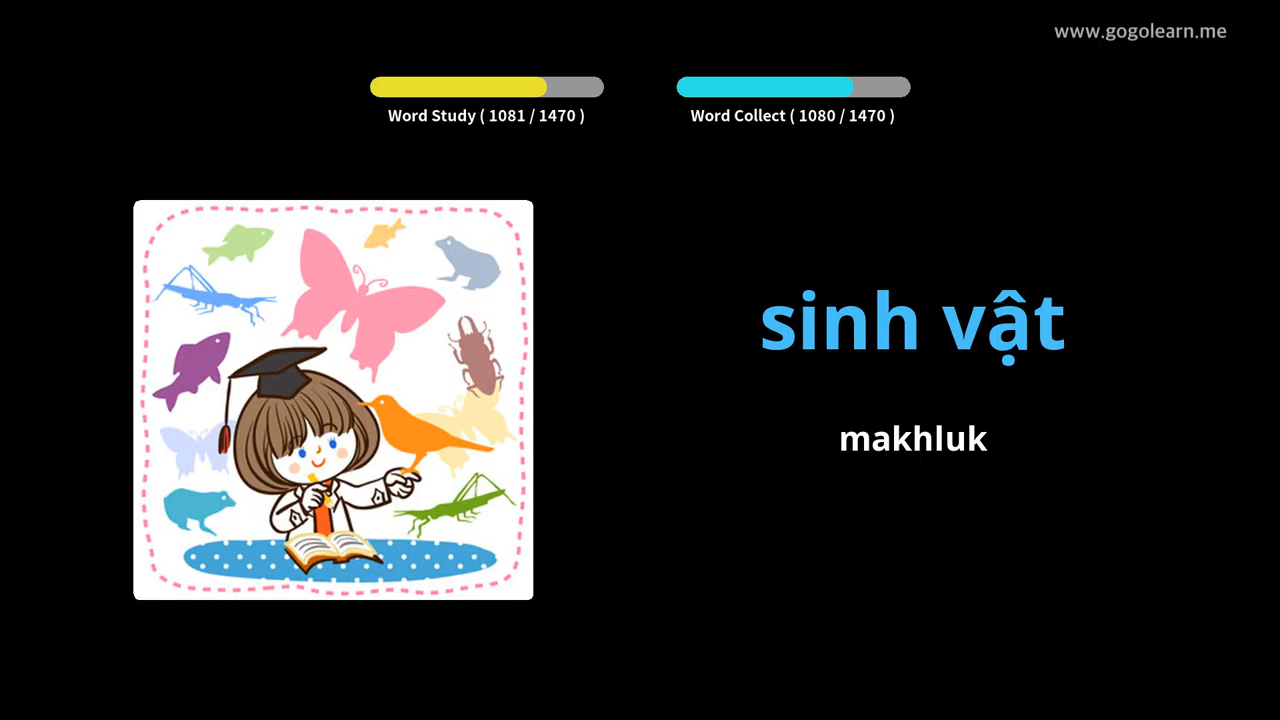 www.gogolearn.me
Word Study ( 1081 / 1470 )
Word Collect ( 1080 / 1470 )
sinh vật
makhluk